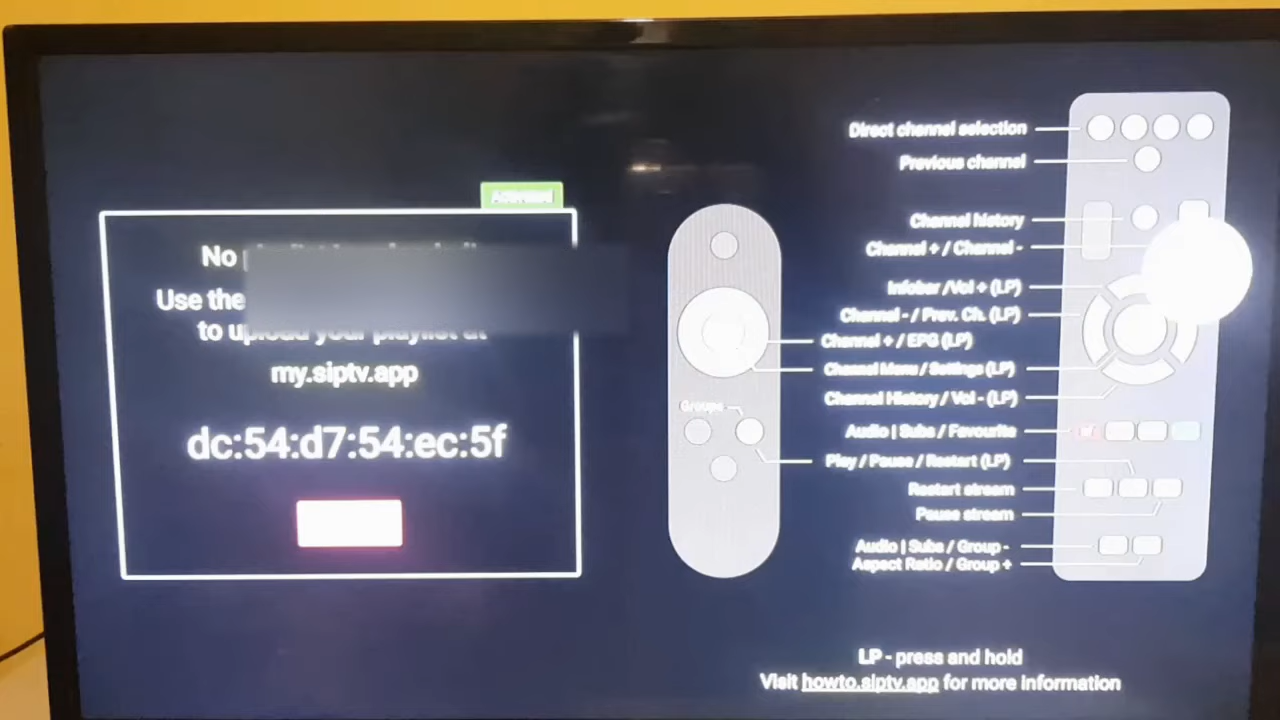 Activated
No
Use the
to upload your playlist at
my.siptv.app
dc:54:d7:54:ec:5f
Groups
Direct channel selection
Previous channel
Channel history
Channel + / Channel -
Infobar /Vol + (LP)
Channel - / Prev. Ch. (LP)
Channel + / EPG (LP)
Channel Menu / Settings (LP)
Channel History / Vol - (LP)
Audio | Subs / Favourite
Play / Pause / Restart (LP)
Restart stream
Pause stream
Audio | Subs / Group -
Aspect Ratio / Group +
LP - press and hold
Visit howto.siptv.app for more information